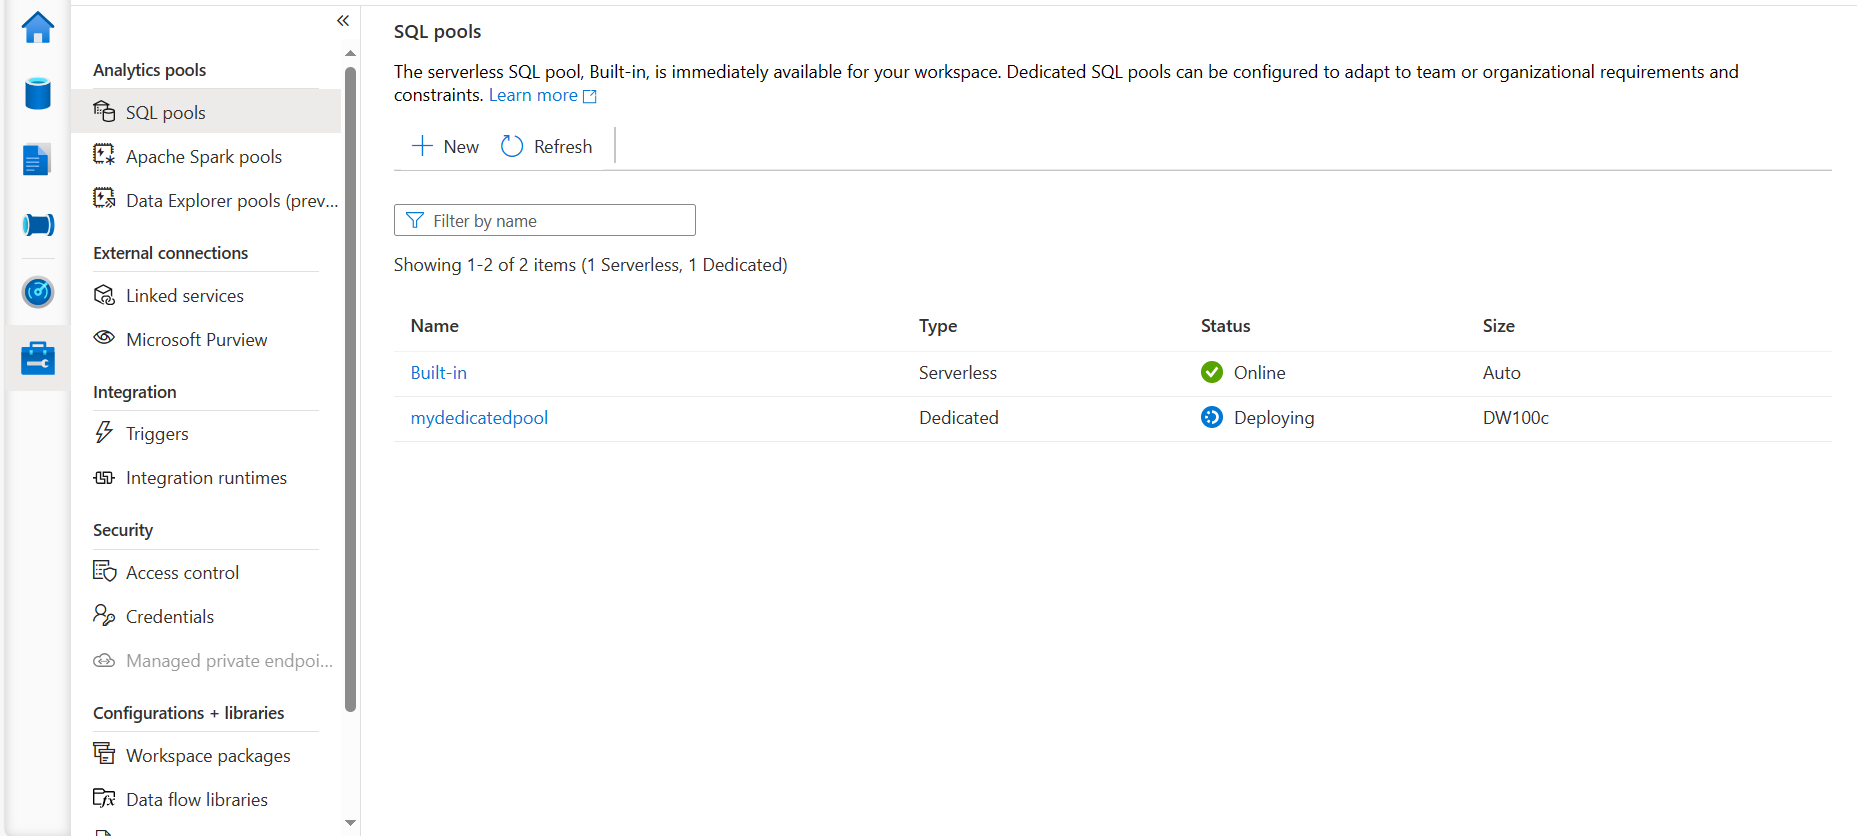 «
Analytics pools
SQL pools
Apache Spark pools
Data Explorer pools (prev...
External connections
Linked services
Microsoft Purview
Integration
Triggers
Integration runtimes
Security
Access control
Credentials
Managed private endpoi...
Configurations + libraries
Workspace packages
Data flow libraries
SQL pools
The serverless SQL pool, Built-in, is immediately available for your workspace. Dedicated SQL pools can be configured to adapt to team or organizational requirements and
constraints. Learn more
New Refresh
Filter by name
Showing 1-2 of 2 items (1 Serverless, 1 Dedicated)
Name Type Status Size
Built-in Serverless Online Auto
mydedicatedpool Dedicated Deploying DW100c